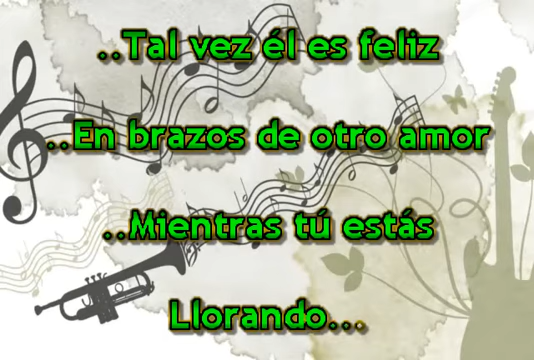 ..Tal vez él es feliz
..En brazos de otro amor
..Mientras tú estás
Llorando...